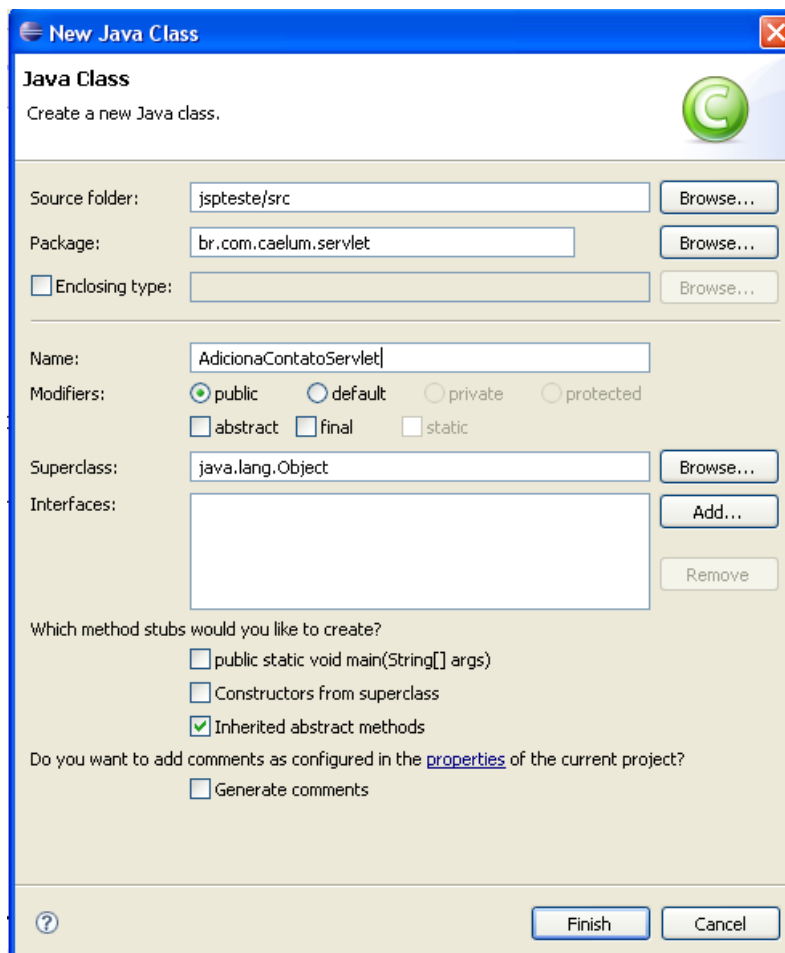 New Java Class
Java Class
Create a new Java class.
Source folder: jspteste/src Browse...
Package: br.com.caelum.servlet Browse...
Enclosing type: Browse...
Name: AdicionaContatoServlet
Modifiers: public default private protected
abstract final static
Superclass: java.lang.Object Browse...
Interfaces: Add...
Remove
Which method stubs would you like to create?
public static void main(String[] args)
Constructors from superclass
Inherited abstract methods
Do you want to add comments as configured in the properties of the current project?
Generate comments
? Finish Cancel